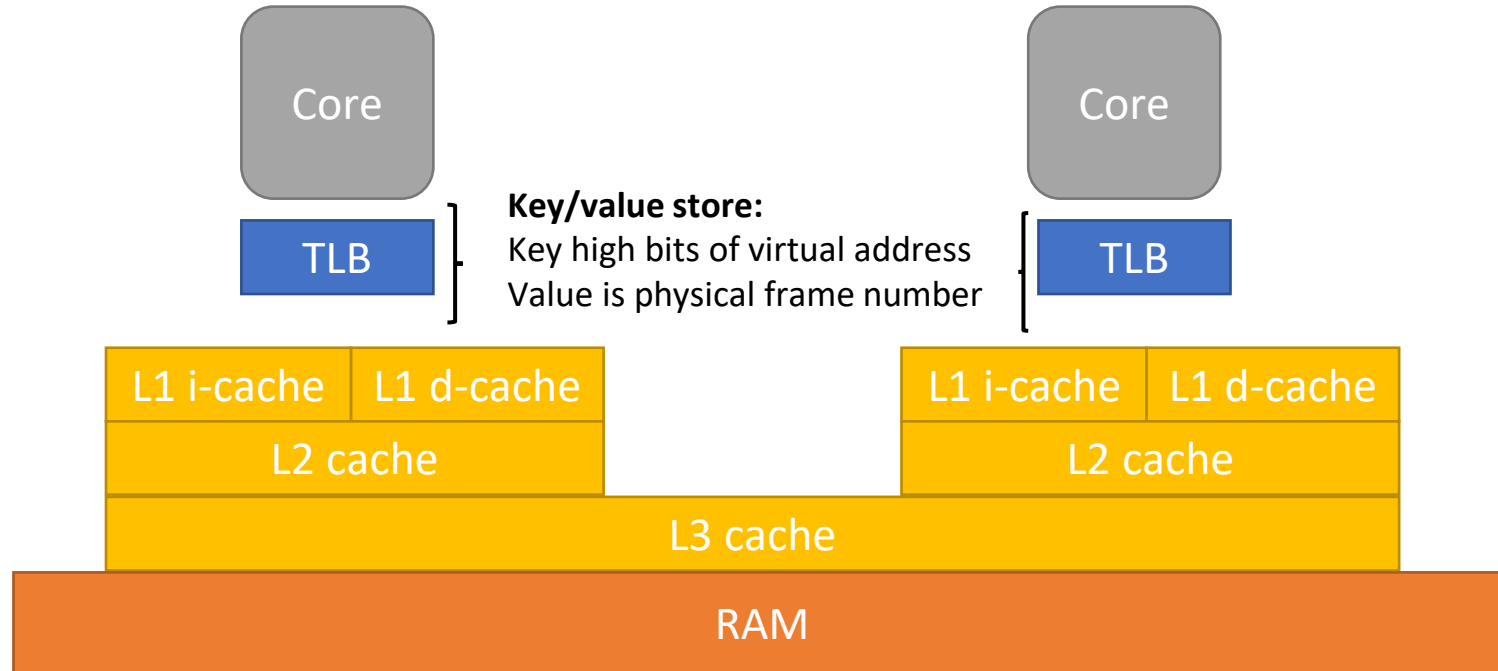 Core
Core
Key/value store:
Key high bits of virtual address
Value is physical frame number
TLB
TLB
L1 i-cache
L1 d-cache
L1 i-cache
L1 d-cache
L2 cache
L2 cache
L3 cache
RAM